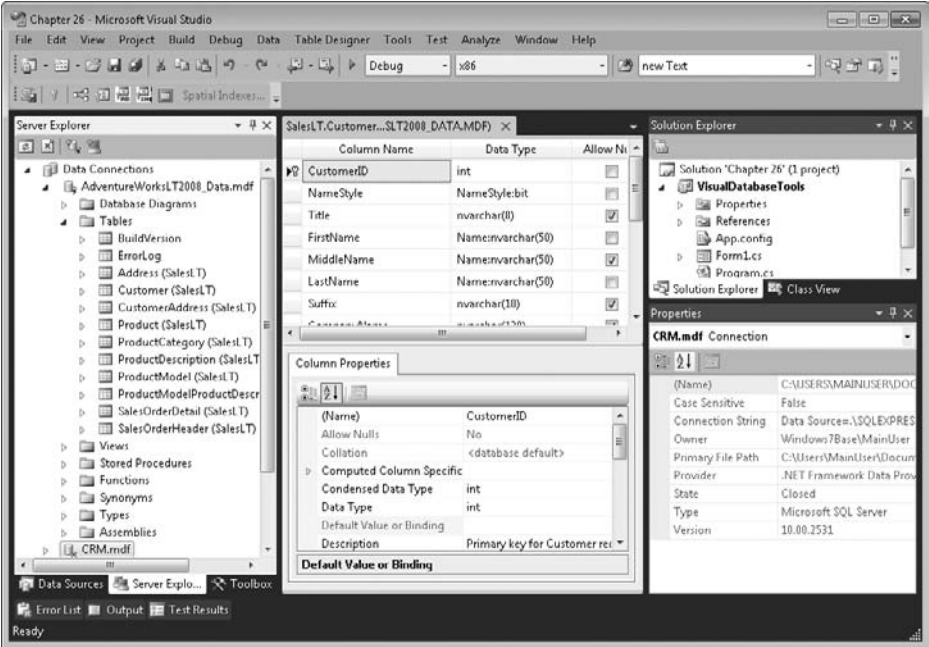 Chapter 26 - Microsoft Visual Studio
File Edit View Project Build Debug Data Table Designer Tools Test Analyze Window Help
Debug x86 new Text
Spatial Indexes...
Server Explorer
Data Connections
AdventureWorksLT2008_Data.mdf
Database Diagrams
Tables
BuildVersion
ErrorLog
Address (SalesLT)
Customer (SalesLT)
CustomerAddress (SalesLT)
Product (SalesLT)
ProductCategory (SalesLT)
ProductDescription (SalesLT
ProductModel (SalesLT)
ProductModelProductDescr
SalesOrderDetail (SalesLT)
SalesOrderHeader (SalesLT)
Views
Stored Procedures
Functions
Synonyms
Types
Assemblies
CRM.mdf
Data Sources Server Explo... Toolbox
SalesLT.Customer...SLT2008_DATA.MDF)
Column Name Data Type Allow Nu
CustomerID int
NameStyle NameStyle:bit
Title nvarchar(8)
FirstName Name:nvarchar(50)
MiddleName Name:nvarchar(50)
LastName Name:nvarchar(50)
Suffix nvarchar(10)
Column Properties
(Name) CustomerID
Allow Nulls No
Collation <database default>
Computed Column Specific
Condensed Data Type int
Data Type int
Default Value or Binding
Description Primary key for Customer rec
Default Value or Binding
Solution Explorer
Solution 'Chapter 26' (1 project)
VisualDatabaseTools
Properties
References
App.config
Form1.cs
Program.cs
Solution Explorer Class View
Properties
CRM.mdf Connection
(Name) C:\USERS\MAINUSER\DOC
Case Sensitive False
Connection String Data Source=.\SQLEXPRES
Owner Windows7Base\MainUser
Primary File Path C:\Users\MainUser\Docum
Provider .NET Framework Data Prov
State Closed
Type Microsoft SQL Server
Version 10.00.2531
Error List Output Test Results
Ready